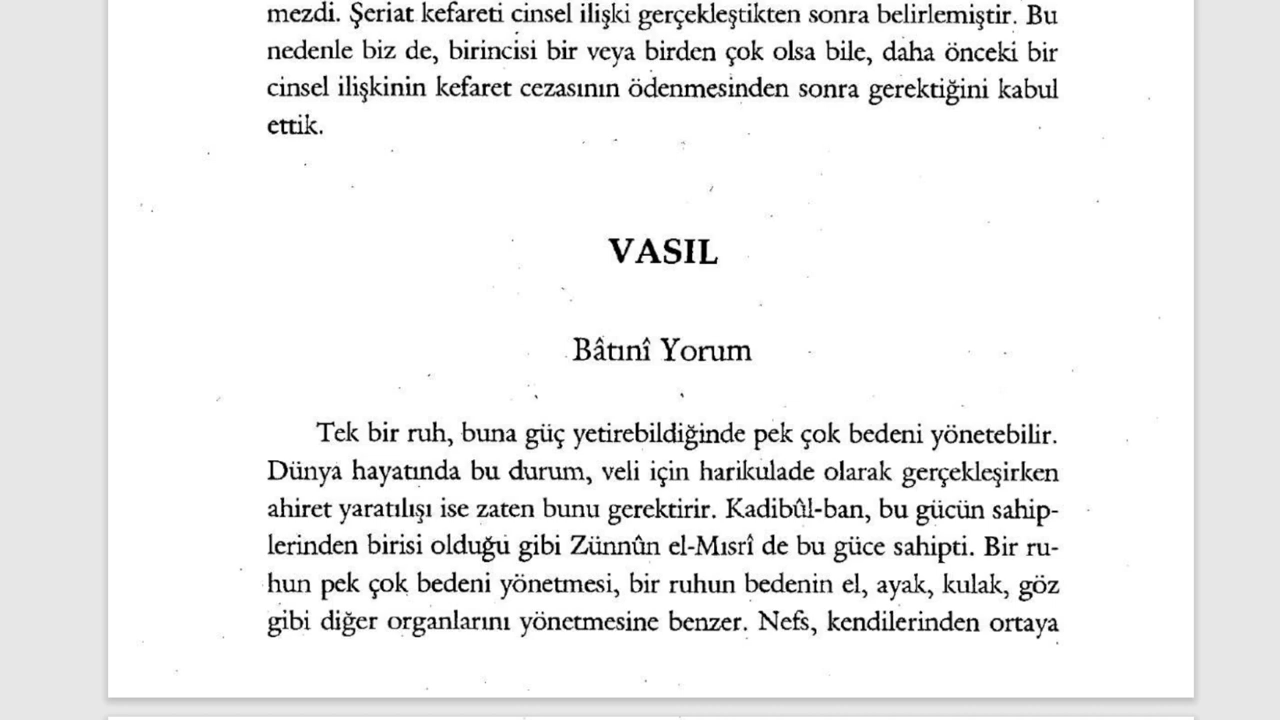 mezdi. Şeriat kefareti cinsel ilişki gerçekleştikten sonra belirlemiştir. Bu
nedenle biz de, birincisi bir veya birden çok olsa bile, daha önceki bir
cinsel ilişkinin kefaret cezasının ödenmesinden sonra gerektiğini kabul
ettik.
VASIL
Bâtınî Yorum
Tek bir ruh, buna güç yetirebildiğinde pek çok bedeni yönetebilir.
Dünya hayatında bu durum, veli için harikulade olarak gerçekleşirken
ahiret yaratılışı ise zaten bunu gerektirir. Kadibûl-ban, bu gücün sahip-
lerinden birisi olduğu gibi Zünnûn el-Mısrî de bu güce sahipti. Bir ru-
hun pek çok bedeni yönetmesi, bir ruhun bedenin el, ayak, kulak, göz
gibi diğer organlarını yönetmesine benzer. Nefs, kendilerinden ortaya